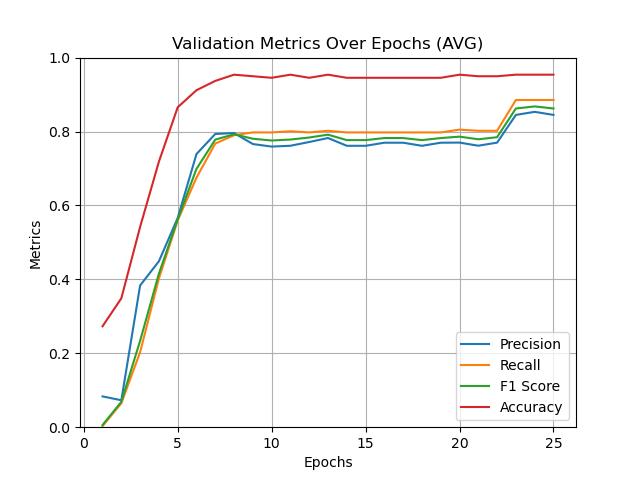 Validation Metrics Over Epochs (AVG)
1.0
0.8
0.6
0.4
0.2
0.0
Metrics
0 5 10 15 20 25
Epochs
Precision
Recall
F1 Score
Accuracy